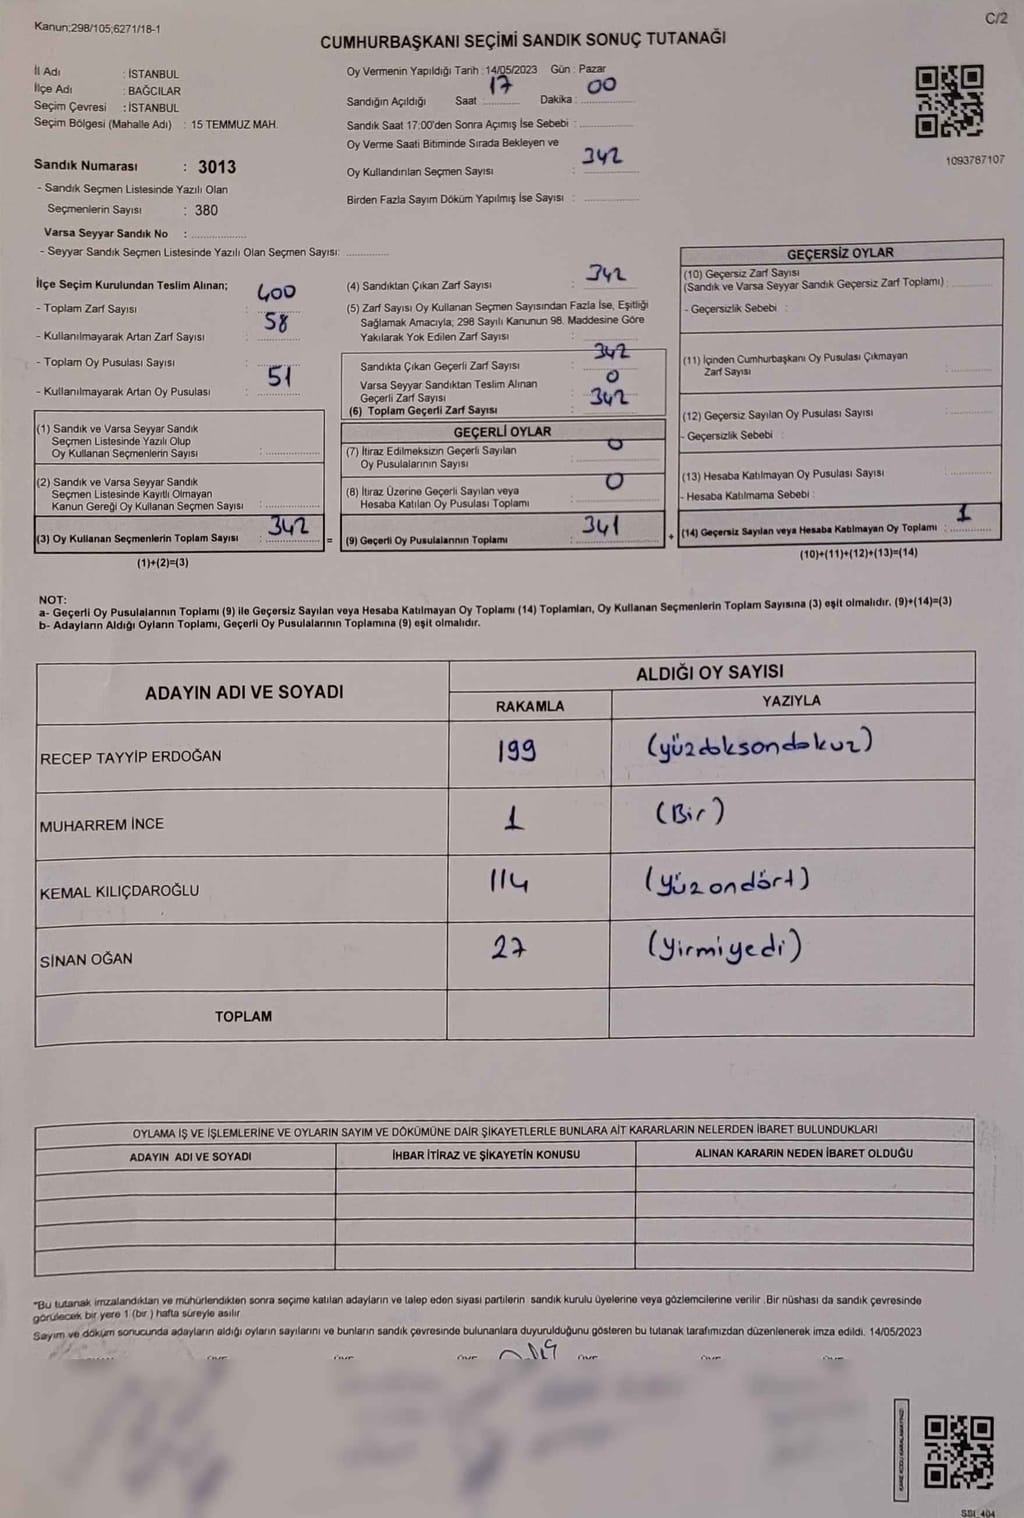 Kanun;298/105;6271/18-1
C/2
CUMHURBAŞKANI SEÇİMİ SANDIK SONUÇ TUTANAĞI
İl Adı : İSTANBUL
İlçe Adı : BAĞCILAR
Seçim Çevresi : İSTANBUL
Seçim Bölgesi (Mahalle Adı) : 15 TEMMUZ MAH.
Sandık Numarası : 3013
- Sandık Seçmen Listesinde Yazılı Olan
Seçmenlerin Sayısı : 380
Varsa Seyyar Sandık No : ................
- Seyyar Sandık Seçmen Listesinde Yazılı Olan Seçmen Sayısı: ............
Oy Vermenin Yapıldığı Tarih : 14/05/2023 Gün : Pazar
Sandığın Açıldığı Saat 17 Dakika : 00
Sandık Saat 17:00'den Sonra Açımış İse Sebebi : ................
Oy Verme Saati Bitiminde Sırada Bekleyen ve
Oy Kullandırılan Seçmen Sayısı : 342
Birden Fazla Sayım Döküm Yapılmış İse Sayısı : ................
1093787107
İlçe Seçim Kurulundan Teslim Alınan;
- Toplam Zarf Sayısı : 400
- Kullanılmayarak Artan Zarf Sayısı : 58
- Toplam Oy Pusulası Sayısı :
- Kullanılmayarak Artan Oy Pusulası : 51
(1) Sandık ve Varsa Seyyar Sandık
Seçmen Listesinde Yazılı Olup
Oy Kullanan Seçmenlerin Sayısı : ................
(2) Sandık ve Varsa Seyyar Sandık
Seçmen Listesinde Kayıtlı Olmayan
Kanun Gereği Oy Kullanan Seçmen Sayısı : ................
(3) Oy Kullanan Seçmenlerin Toplam Sayısı : 342
(1)+(2)=(3)
=
(4) Sandıktan Çıkan Zarf Sayısı : 342
(5) Zarf Sayısı Oy Kullanan Seçmen Sayısından Fazla İse, Eşitliği
Sağlamak Amacıyla; 298 Sayılı Kanunun 98. Maddesine Göre
Yakılarak Yok Edilen Zarf Sayısı :
Sandıkta Çıkan Geçerli Zarf Sayısı : 342
Varsa Seyyar Sandıktan Teslim Alınan
Geçerli Zarf Sayısı : 0
(6) Toplam Geçerli Zarf Sayısı : 342
GEÇERLİ OYLAR
(7) İtiraz Edilmeksizin Geçerli Sayılan
Oy Pusulalarının Sayısı : 0
(8) İtiraz Üzerine Geçerli Sayılan veya
Hesaba Katılan Oy Pusulası Toplamı : 0
(9) Geçerli Oy Pusulalarının Toplamı : 341
+
GEÇERSİZ OYLAR
(10) Geçersiz Zarf Sayısı
(Sandık ve Varsa Seyyar Sandık Geçersiz Zarf Toplamı) : ............
- Geçersizlik Sebebi :
(11) İçinden Cumhurbaşkanı Oy Pusulası Çıkmayan
Zarf Sayısı : ............
(12) Geçersiz Sayılan Oy Pusulası Sayısı : ............
- Geçersizlik Sebebi :
(13) Hesaba Katılmayan Oy Pusulası Sayısı : ............
- Hesaba Katılmama Sebebi :
(14) Geçersiz Sayılan veya Hesaba Katılmayan Oy Toplamı : 1
(10)+(11)+(12)+(13)=(14)
NOT:
a- Geçerli Oy Pusulalarının Toplamı (9) ile Geçersiz Sayılan veya Hesaba Katılmayan Oy Toplamı (14) Toplamları, Oy Kullanan Seçmenlerin Toplam Sayısına (3) eşit olmalıdır. (9)+(14)=(3)
b- Adayların Aldığı Oyların Toplamı, Geçerli Oy Pusulalarının Toplamına (9) eşit olmalıdır.
ADAYIN ADI VE SOYADI
ALDIĞI OY SAYISI
RAKAMLA YAZIYLA
RECEP TAYYİP ERDOĞAN 199 (yüzdoksondokuz)
MUHARREM İNCE 1 (Bir)
KEMAL KILIÇDAROĞLU 114 (yüzondört)
SİNAN OĞAN 27 (yirmiyedi)
TOPLAM
OYLAMA İŞ VE İŞLEMLERİNE VE OYLARIN SAYIM VE DÖKÜMÜNE DAİR ŞİKAYETLERLE BUNLARA AİT KARARLARIN NELERDEN İBARET BULUNDUKLARI
ADAYIN ADI VE SOYADI İHBAR İTİRAZ VE ŞİKAYETİN KONUSU ALINAN KARARIN NEDEN İBARET OLDUĞU
"Bu tutanak imzalandıktan ve mühürlendikten sonra seçime katılan adayların ve talep eden siyasi partilerin sandık kurulu üyelerine veya gözlemcilerine verilir .Bir nüshası da sandık çevresinde
görülecek bir yere 1 (bir ) hafta süreyle asılır
Sayım ve döküm sonucunda adayların aldığı oyların sayılarını ve bunların sandık çevresinde bulunanlara duyurulduğunu gösteren bu tutanak tarafımızdan düzenlenerek imza edildi. 14/05/2023
SSI_404